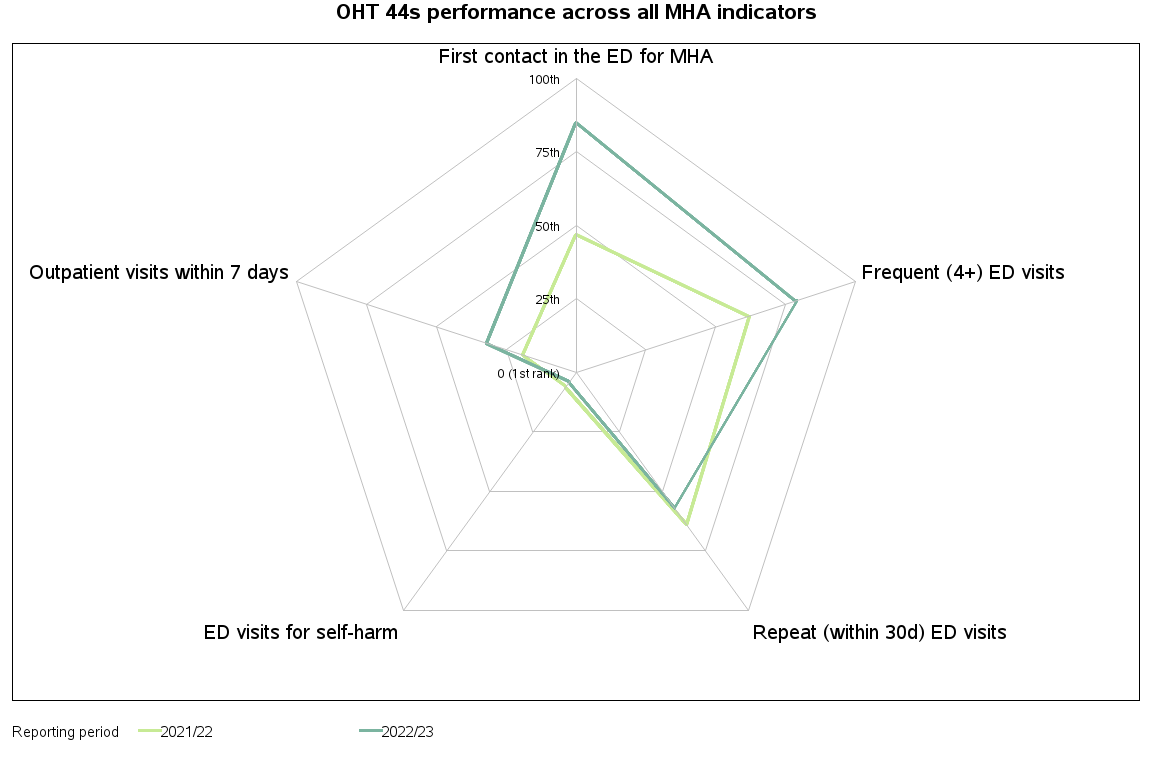 OHT 44s performance across all MHA indicators
First contact in the ED for MHA
100th
75th
50th
25th
0 (1st rank)
Outpatient visits within 7 days
Frequent (4+) ED visits
ED visits for self-harm
Repeat (within 30d) ED visits
Reporting period 2021/22 2022/23